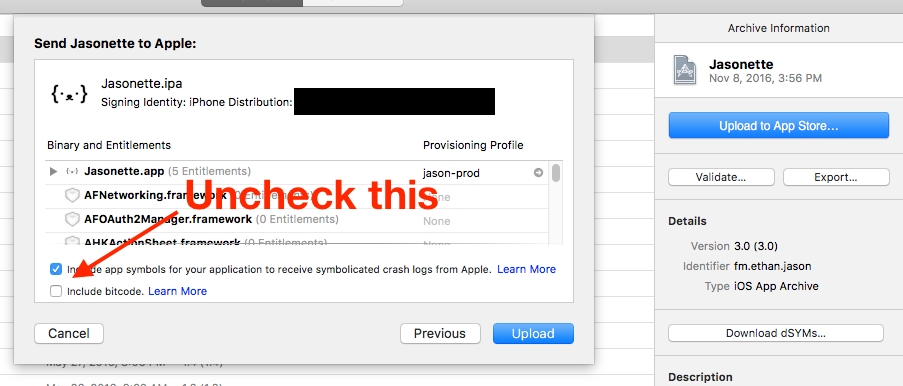 Send Jasonette to Apple:
Jasonette.ipa
Signing Identity: iPhone Distribution:
Binary and Entitlements Provisioning Profile
Jasonette.app (5 Entitlements) jason-prod
AFNetworking.framework (0 Entitlements) None
Uncheck this
AFOAuth2Manager.framework (0 Entitlements) None
AHKActionSheet.framework (0 Entitlements) None
Include app symbols for your application to receive symbolicated crash logs from Apple. Learn More
Include bitcode. Learn More
Cancel Previous Upload
Archive Information
Jasonette
Nov 8, 2016, 3:56 PM
Upload to App Store...
Validate... Export...
Details
Version 3.0 (3.0)
Identifier fm.ethan.jason
Type iOS App Archive
Download dSYMs...
Description